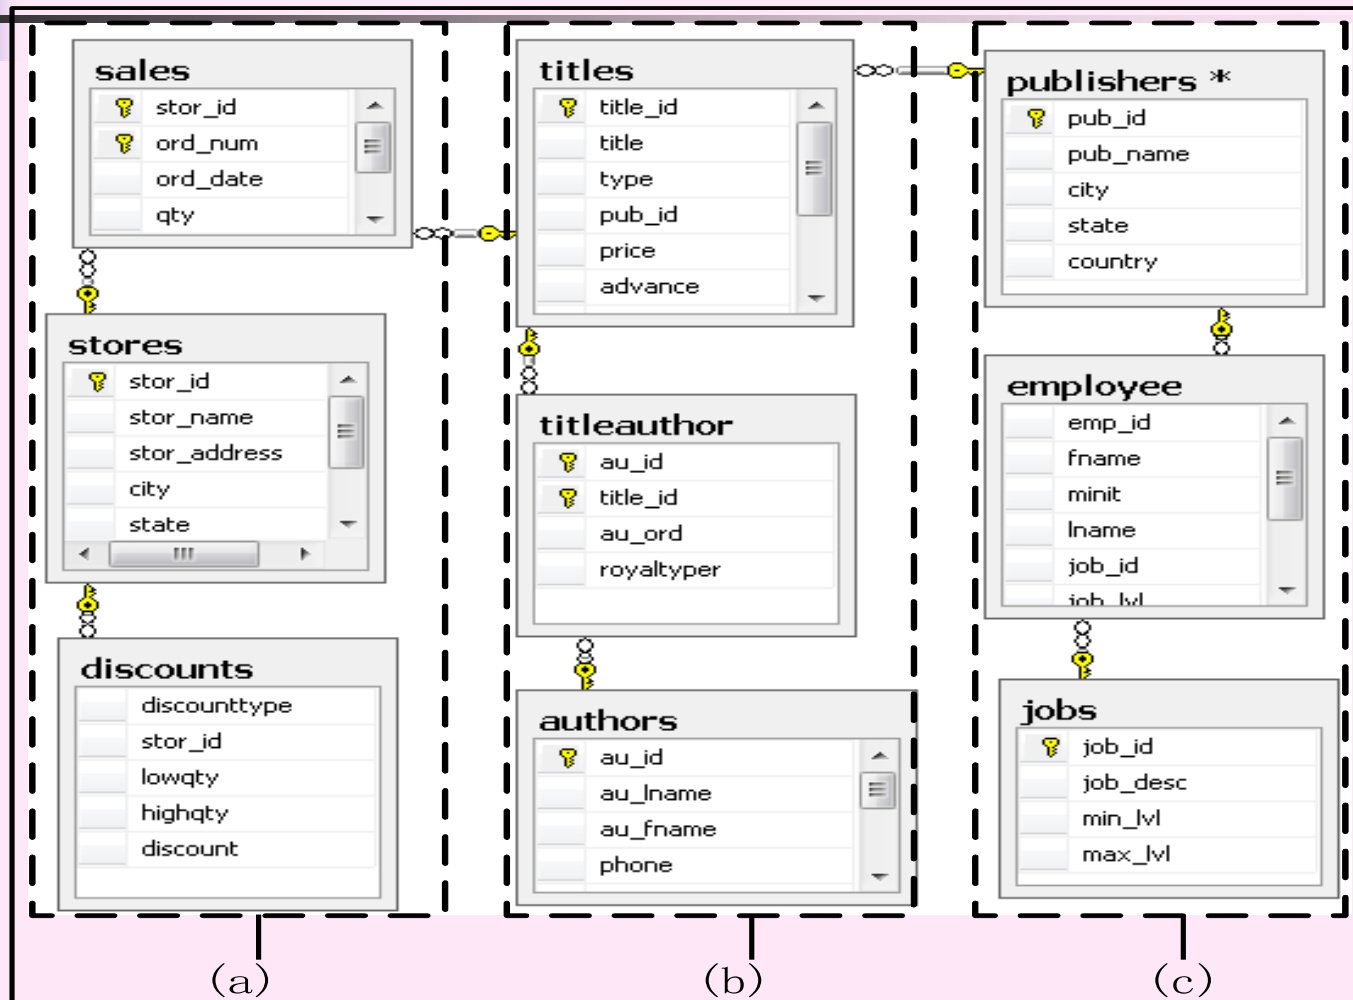 sales
stor_id
ord_num
ord_date
qty
stores
stor_id
stor_name
stor_address
city
state
discounts
discounttype
stor_id
lowqty
highqty
discount
(a)
titles
title_id
title
type
pub_id
price
advance
titleauthor
au_id
title_id
au_ord
royaltyper
authors
au_id
au_lname
au_fname
phone
(b)
publishers *
pub_id
pub_name
city
state
country
employee
emp_id
fname
minit
lname
job_id
job_lvl
jobs
job_id
job_desc
min_lvl
max_lvl
(c)